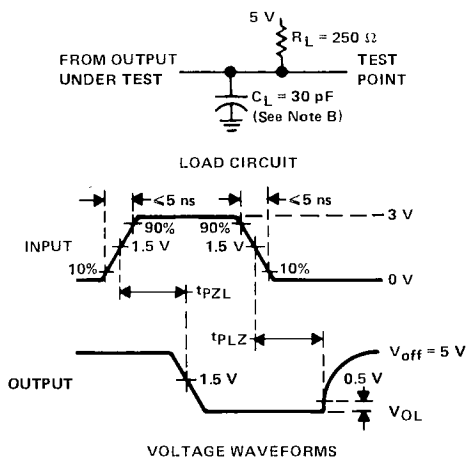 5 V
R_L = 250 Ω
FROM OUTPUT
UNDER TEST
TEST
POINT
C_L = 30 pF
(See Note B)
LOAD CIRCUIT
≤5 ns
≤5 ns
3 V
90%
90%
INPUT
1.5 V
1.5 V
10%
10%
0 V
t_PZL
t_PLZ
V_off = 5 V
OUTPUT
1.5 V
0.5 V
V_OL
VOLTAGE WAVEFORMS